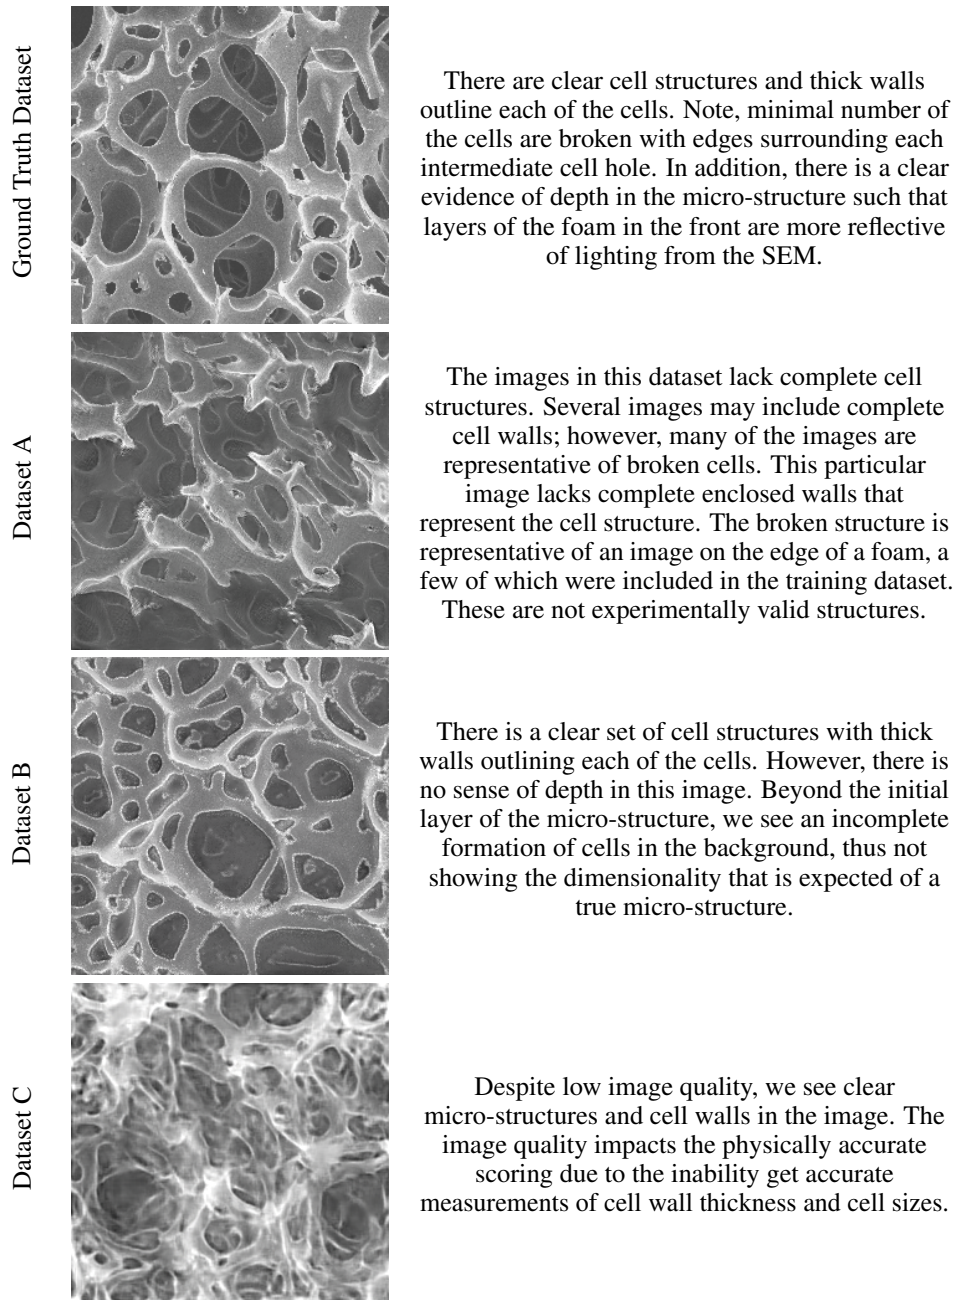 Ground Truth Dataset
There are clear cell structures and thick walls
outline each of the cells. Note, minimal number of
the cells are broken with edges surrounding each
intermediate cell hole. In addition, there is a clear
evidence of depth in the micro-structure such that
layers of the foam in the front are more reflective
of lighting from the SEM.
Dataset A
The images in this dataset lack complete cell
structures. Several images may include complete
cell walls; however, many of the images are
representative of broken cells. This particular
image lacks complete enclosed walls that
represent the cell structure. The broken structure is
representative of an image on the edge of a foam, a
few of which were included in the training dataset.
These are not experimentally valid structures.
Dataset B
There is a clear set of cell structures with thick
walls outlining each of the cells. However, there is
no sense of depth in this image. Beyond the initial
layer of the micro-structure, we see an incomplete
formation of cells in the background, thus not
showing the dimensionality that is expected of a
true micro-structure.
Dataset C
Despite low image quality, we see clear
micro-structures and cell walls in the image. The
image quality impacts the physically accurate
scoring due to the inability get accurate
measurements of cell wall thickness and cell sizes.